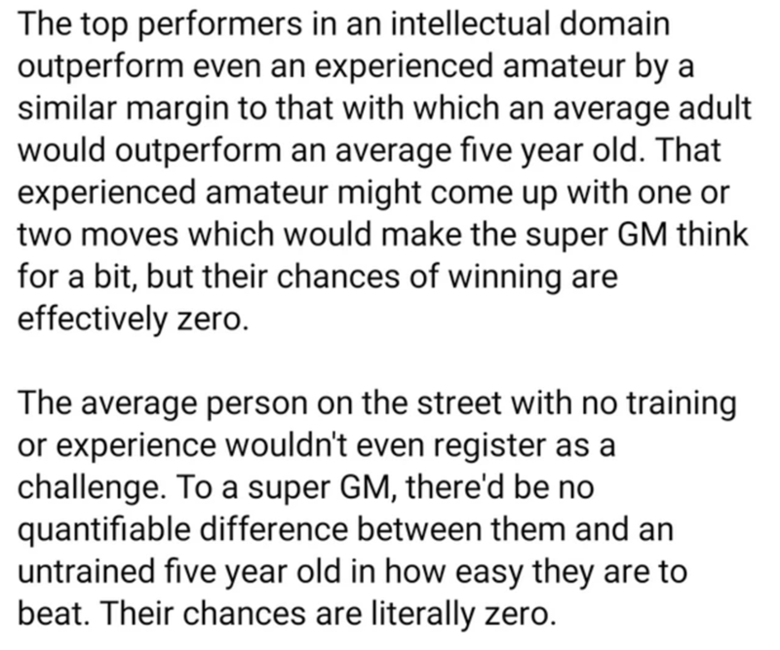 The top performers in an intellectual domain
outperform even an experienced amateur by a
similar margin to that with which an average adult
would outperform an average five year old. That
experienced amateur might come up with one or
two moves which would make the super GM think
for a bit, but their chances of winning are
effectively zero.
The average person on the street with no training
or experience wouldn't even register as a
challenge. To a super GM, there'd be no
quantifiable difference between them and an
untrained five year old in how easy they are to
beat. Their chances are literally zero.